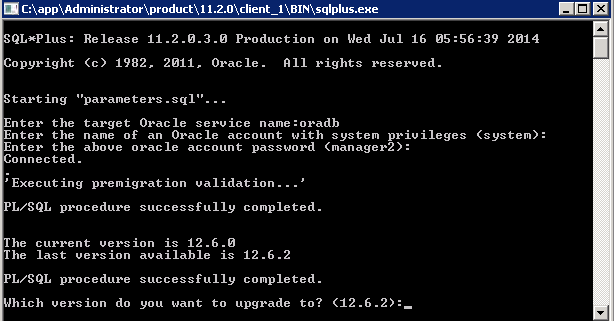 C:\app\Administrator\product\11.2.0\client_1\BIN\sqlplus.exe
SQL*Plus: Release 11.2.0.3.0 Production on Wed Jul 16 05:56:39 2014
Copyright (c) 1982, 2011, Oracle.  All rights reserved.
Starting "parameters.sql"...
Enter the target Oracle service name:oradb
Enter the name of an Oracle account with system privileges (system):
Enter the above oracle account password (manager2):
Connected.
.
'Executing premigration validation...'
PL/SQL procedure successfully completed.
The current version is 12.6.0
The last version available is 12.6.2
PL/SQL procedure successfully completed.
Which version do you want to upgrade to? (12.6.2):_